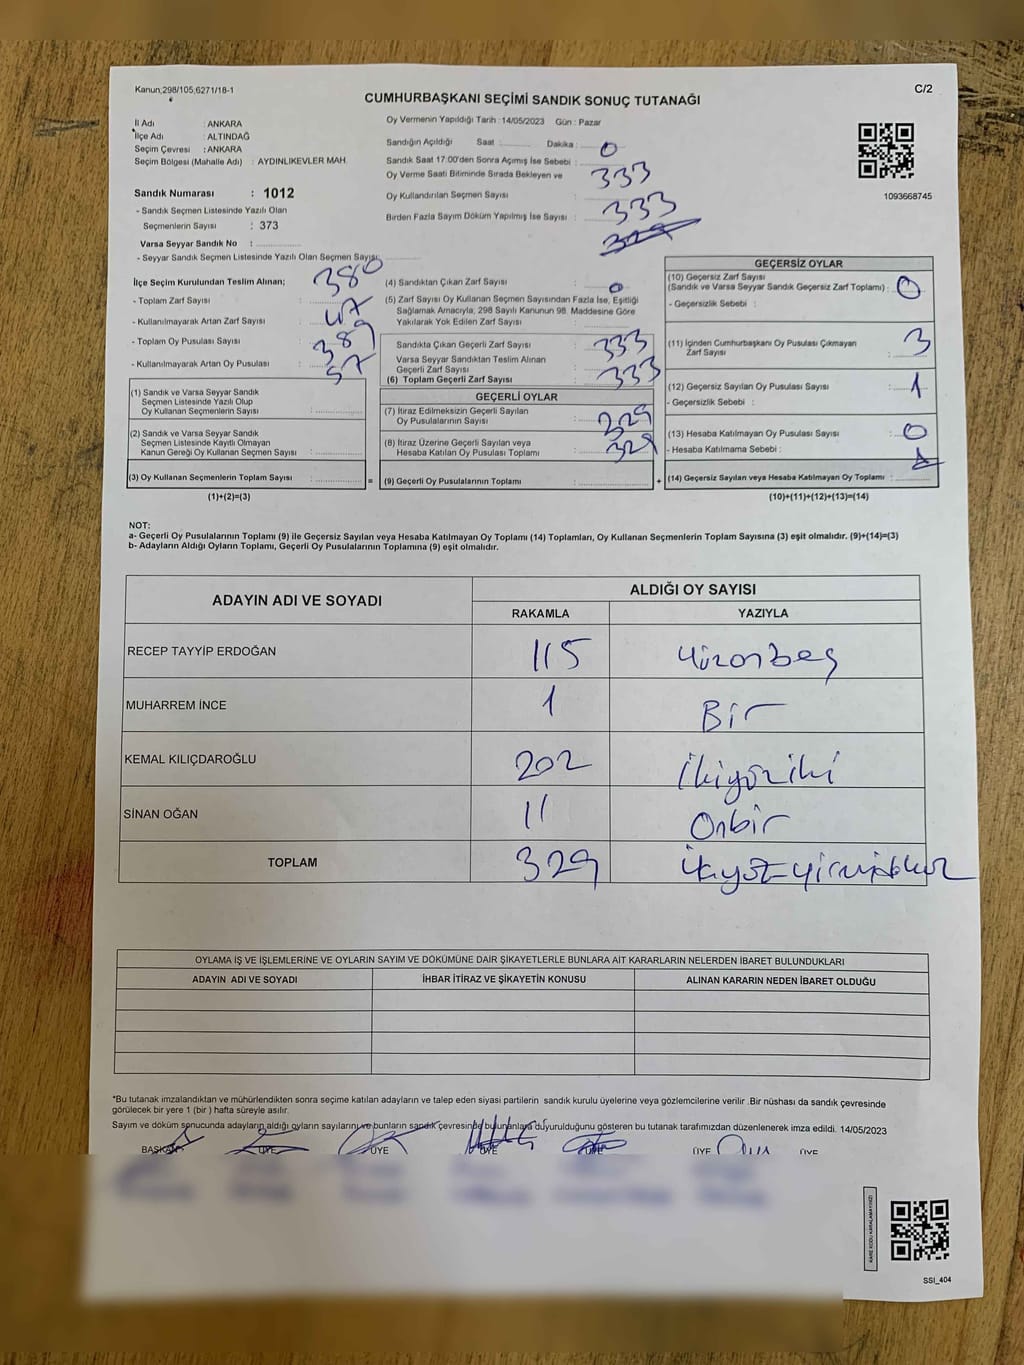 Kanun,298/105,6271/18-1
C/2
CUMHURBAŞKANI SEÇİMİ SANDIK SONUÇ TUTANAĞI
İl Adı : ANKARA
İlçe Adı : ALTINDAĞ
Seçim Çevresi : ANKARA
Seçim Bölgesi (Mahalle Adı) : AYDINLIKEVLER MAH.
Sandık Numarası : 1012
- Sandık Seçmen Listesinde Yazılı Olan
Seçmenlerin Sayısı : 373
Varsa Seyyar Sandık No :
- Seyyar Sandık Seçmen Listesinde Yazılı Olan Seçmen Sayısı:
Oy Vermenin Yapıldığı Tarih :14/05/2023 Gün : Pazar
Sandığın Açıldığı Saat : Dakika : 0
Sandık Saat 17:00'den Sonra Açımış İse Sebebi :
Oy Verme Saati Bitiminde Sırada Bekleyen ve 333
Oy Kullandırılan Seçmen Sayısı :
Birden Fazla Sayım Döküm Yapılmış İse Sayısı : 333
329
1093668745
İlçe Seçim Kurulundan Teslim Alınan; 380
- Toplam Zarf Sayısı :
- Kullanılmayarak Artan Zarf Sayısı : 47
- Toplam Oy Pusulası Sayısı : 389
- Kullanılmayarak Artan Oy Pusulası : 57
(1) Sandık ve Varsa Seyyar Sandık
Seçmen Listesinde Yazılı Olup
Oy Kullanan Seçmenlerin Sayısı :
(2) Sandık ve Varsa Seyyar Sandık
Seçmen Listesinde Kayıtlı Olmayan
Kanun Gereği Oy Kullanan Seçmen Sayısı :
(3) Oy Kullanan Seçmenlerin Toplam Sayısı : =
(1)+(2)=(3)
(4) Sandıktan Çıkan Zarf Sayısı : 0
(5) Zarf Sayısı Oy Kullanan Seçmen Sayısından Fazla İse, Eşitliği
Sağlamak Amacıyla, 298 Sayılı Kanunun 98. Maddesine Göre
Yakılarak Yok Edilen Zarf Sayısı :
Sandıkta Çıkan Geçerli Zarf Sayısı : 333
Varsa Seyyar Sandıktan Teslim Alınan
Geçerli Zarf Sayısı :
(6) Toplam Geçerli Zarf Sayısı : 333
GEÇERLİ OYLAR
(7) İtiraz Edilmeksizin Geçerli Sayılan
Oy Pusulalarının Sayısı : 329
(8) İtiraz Üzerine Geçerli Sayılan veya
Hesaba Katılan Oy Pusulası Toplamı : 329
(9) Geçerli Oy Pusulalarının Toplamı : +
GEÇERSİZ OYLAR
(10) Geçersiz Zarf Sayısı
(Sandık ve Varsa Seyyar Sandık Geçersiz Zarf Toplamı) : 0
- Geçersizlik Sebebi :
(11) İçinden Cumhurbaşkanı Oy Pusulası Çıkmayan
Zarf Sayısı : 3
(12) Geçersiz Sayılan Oy Pusulası Sayısı : 1
- Geçersizlik Sebebi :
(13) Hesaba Katılmayan Oy Pusulası Sayısı : 0
- Hesaba Katılmama Sebebi :
(14) Geçersiz Sayılan veya Hesaba Katılmayan Oy Toplamı :
(10)+(11)+(12)+(13)=(14)
NOT:
a- Geçerli Oy Pusulalarının Toplamı (9) ile Geçersiz Sayılan veya Hesaba Katılmayan Oy Toplamı (14) Toplamları, Oy Kullanan Seçmenlerin Toplam Sayısına (3) eşit olmalıdır. (9)+(14)=(3)
b- Adayların Aldığı Oyların Toplamı, Geçerli Oy Pusulalarının Toplamına (9) eşit olmalıdır.
ADAYIN ADI VE SOYADI ALDIĞI OY SAYISI
RAKAMLA YAZIYLA
RECEP TAYYİP ERDOĞAN 115 Yüzonbeş
MUHARREM İNCE 1 Bir
KEMAL KILIÇDAROĞLU 202 İkiyüziki
SİNAN OĞAN 11 Onbir
TOPLAM 329
OYLAMA İŞ VE İŞLEMLERİNE VE OYLARIN SAYIM VE DÖKÜMÜNE DAİR ŞİKAYETLERLE BUNLARA AİT KARARLARIN NELERDEN İBARET BULUNDUKLARI
ADAYIN ADI VE SOYADI İHBAR İTİRAZ VE ŞİKAYETİN KONUSU ALINAN KARARIN NEDEN İBARET OLDUĞU
*Bu tutanak imzalandıktan ve mühürlendikten sonra seçime katılan adayların ve talep eden siyasi partilerin sandık kurulu üyelerine veya gözlemcilerine verilir .Bir nüshası da sandık çevresinde
görülecek bir yere 1 (bir ) hafta süreyle asılır.
Sayım ve döküm sonucunda adayların aldığı oyların sayılarını ve bunların sandık çevresinde bulunanlara duyurulduğunu gösteren bu tutanak tarafımızdan düzenlenerek imza edildi. 14/05/2023
BAŞKAN ÜYE ÜYE ÜYE ÜYE ÜYE ÜYE
KARE KODU KARALAMAYINIZ!
SSI_404